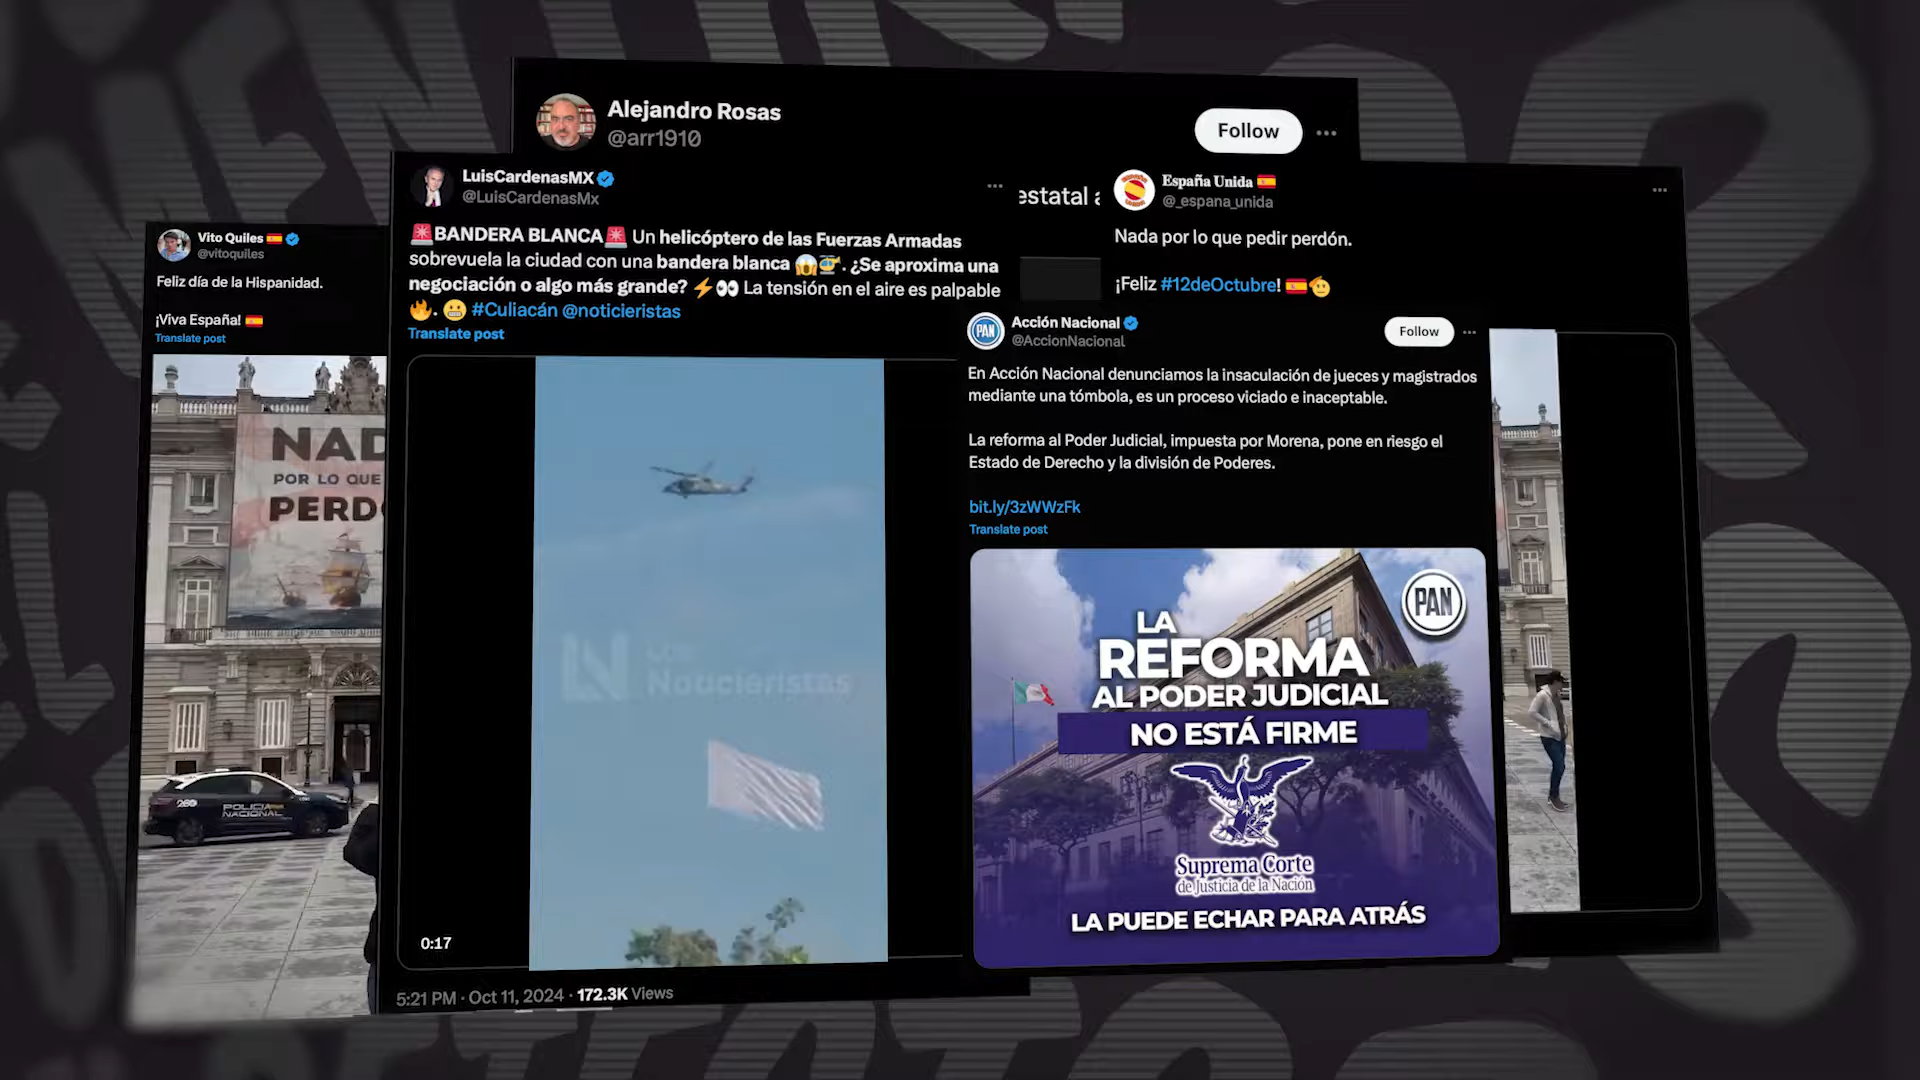 Alejandro Rosas
@arr1910
Follow
LuisCardenasMX
@LuisCardenasMx
🚨BANDERA BLANCA🚨 Un helicóptero de las Fuerzas Armadas
sobrevuela la ciudad con una bandera blanca 😱🚁. ¿Se aproxima una
negociación o algo más grande? ⚡👀 La tensión en el aire es palpable
🔥. 😬 #Culiacán @noticieristas
Translate post
Los
Noticieristas
0:17
5:21 PM · Oct 11, 2024 · 172.3K Views
estatal
España Unida 🇪🇸
@_espana_unida
Nada por lo que pedir perdón.
¡Feliz #12deOctubre! 🇪🇸🫡
Vito Quiles 🇪🇸
@vitoquiles
Feliz día de la Hispanidad.
¡Viva España! 🇪🇸
Translate post
NAD
POR LO QUE
PERD
POLICIA
NACIONAL
PAN
Acción Nacional
@AccionNacional
Follow
En Acción Nacional denunciamos la insaculación de jueces y magistrados
mediante una tómbola, es un proceso viciado e inaceptable.
La reforma al Poder Judicial, impuesta por Morena, pone en riesgo el
Estado de Derecho y la división de Poderes.
bit.ly/3zWWzFk
Translate post
PAN
LA
REFORMA
AL PODER JUDICIAL
NO ESTÁ FIRME
Suprema Corte
de Justicia de la Nación
LA PUEDE ECHAR PARA ATRÁS